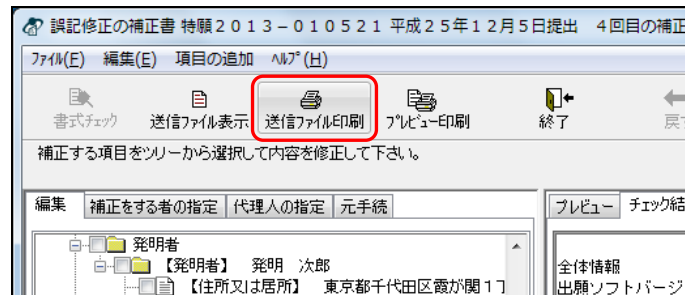 誤記修正の補正書 特願２０１３－０１０５２１ 平成２５年１２月５日提出　４回目の補正
ﾌｧｲﾙ(F)　編集(E)　項目の追加　ﾍﾙﾌﾟ(H)
書式ﾁｪｯｸ　送信ﾌｧｲﾙ表示　送信ﾌｧｲﾙ印刷　ﾌﾟﾚﾋﾞｭｰ印刷　終了　戻す
補正する項目をツリーから選択して内容を修正して下さい。
編集　補正をする者の指定　代理人の指定　元手続　プレビュー　チェック結
発明者
【発明者】　発明　次郎　全体情報
【住所又は居所】　東京都千代田区霞が関１丁　出願ソフトバージ